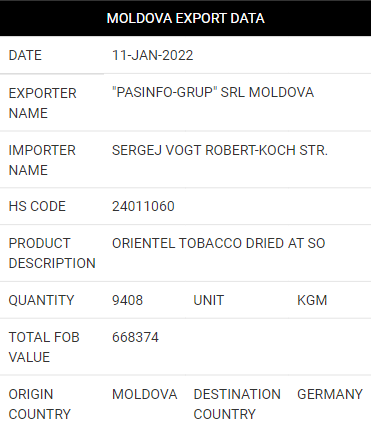 MOLDOVA EXPORT DATA
DATE 11-JAN-2022
EXPORTER NAME "PASINFO-GRUP" SRL MOLDOVA
IMPORTER NAME SERGEJ VOGT ROBERT-KOCH STR.
HS CODE 24011060
PRODUCT DESCRIPTION ORIENTEL TOBACCO DRIED AT SO
QUANTITY 9408 UNIT KGM
TOTAL FOB VALUE 668374
ORIGIN COUNTRY MOLDOVA DESTINATION COUNTRY GERMANY